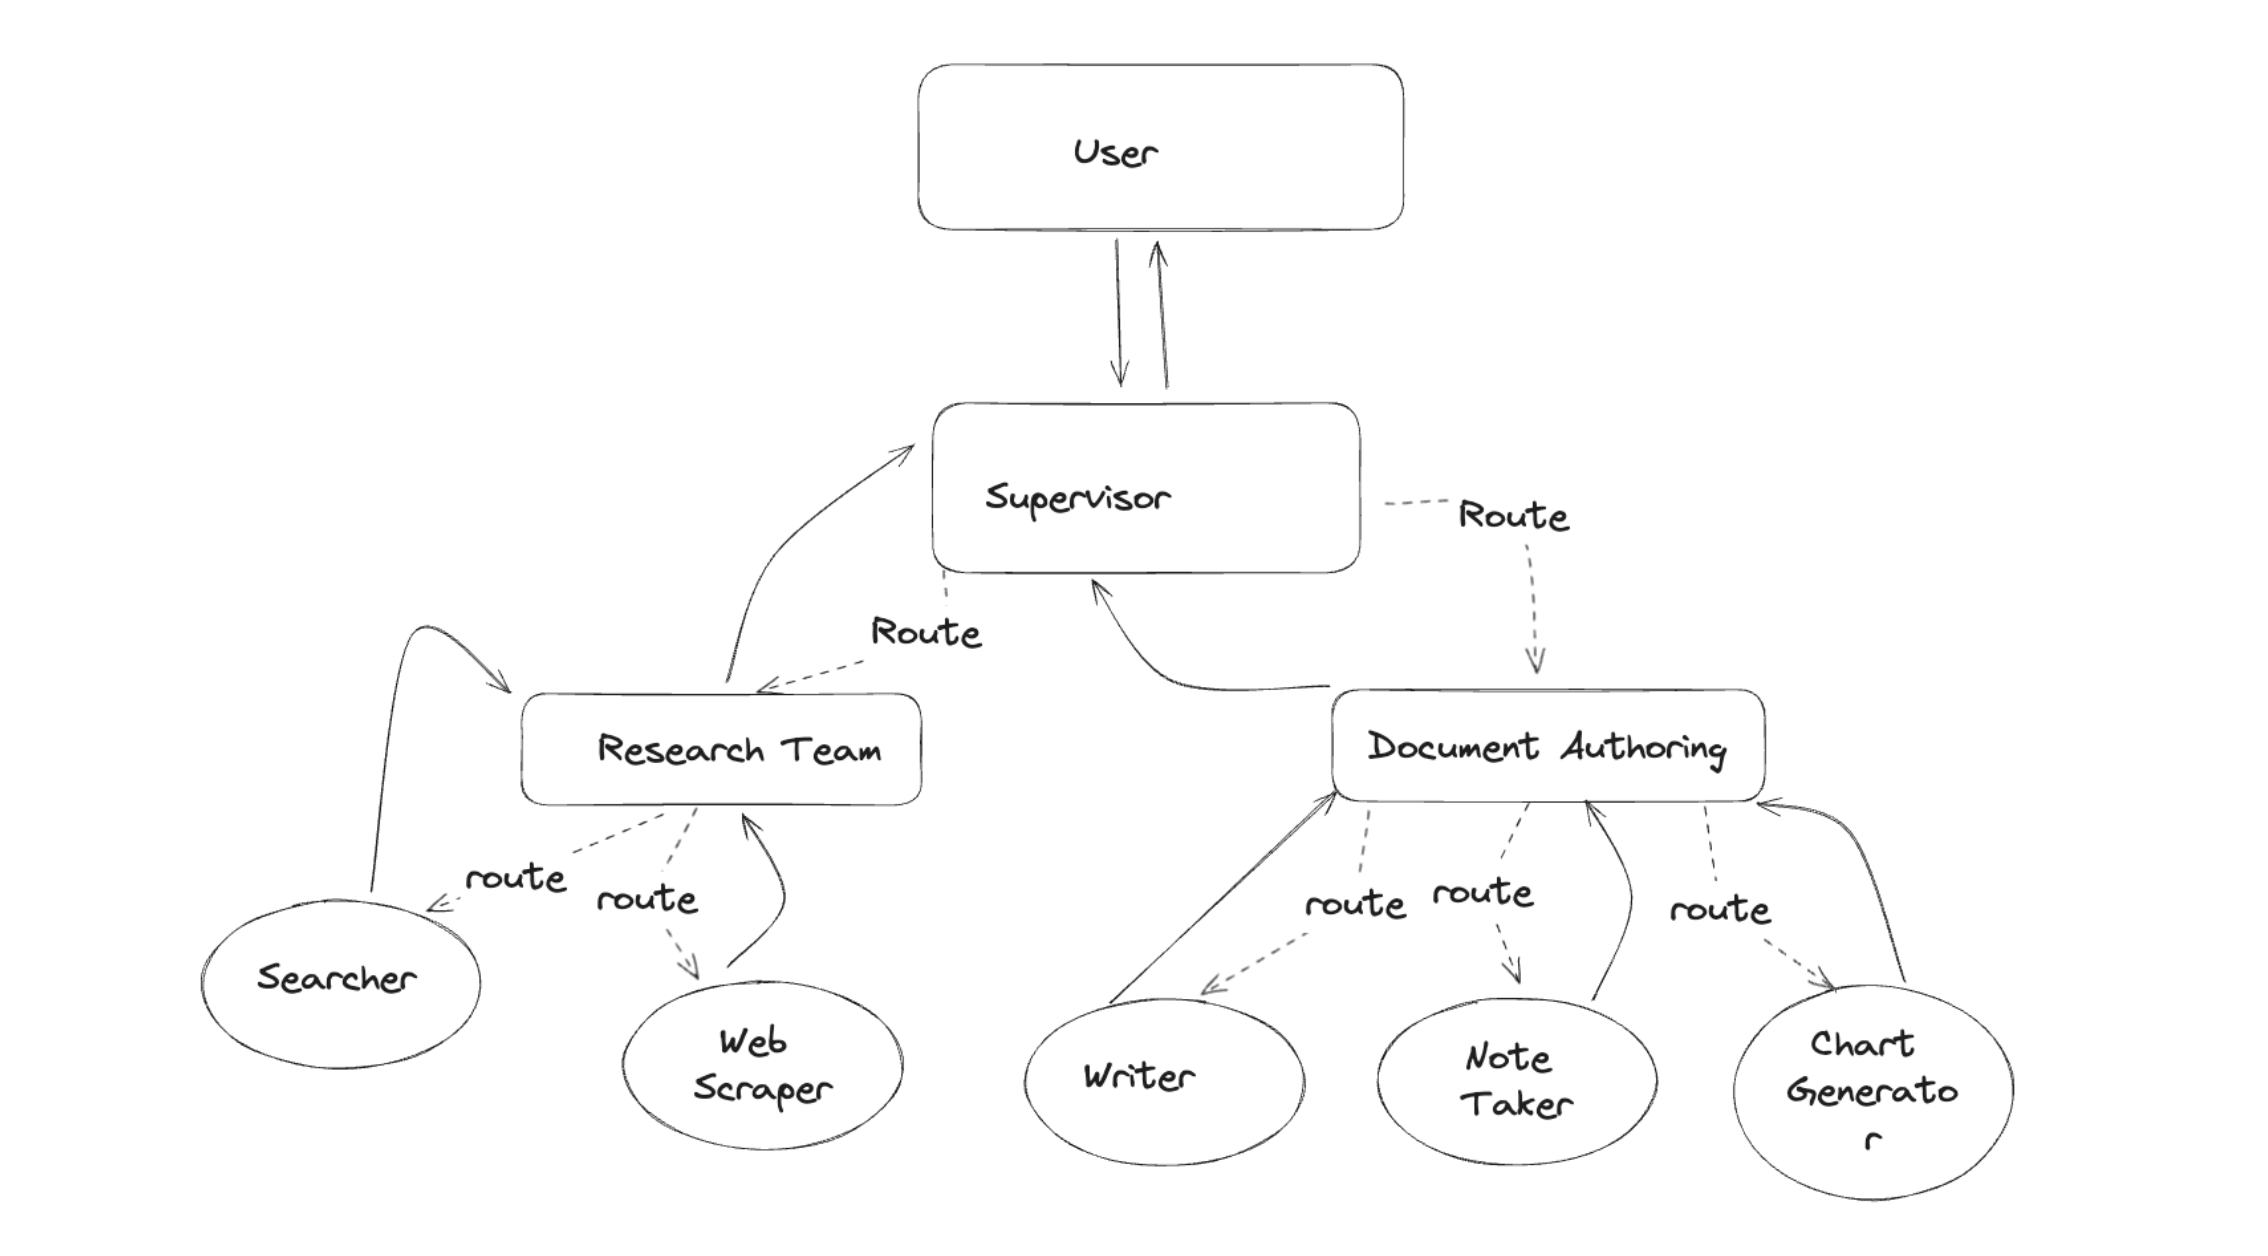 User
Supervisor
Route
Route
Research Team
Document Authoring
route
route
route
route
route
Searcher
Web
Scraper
Writer
Note
Taker
Chart
Generato
r